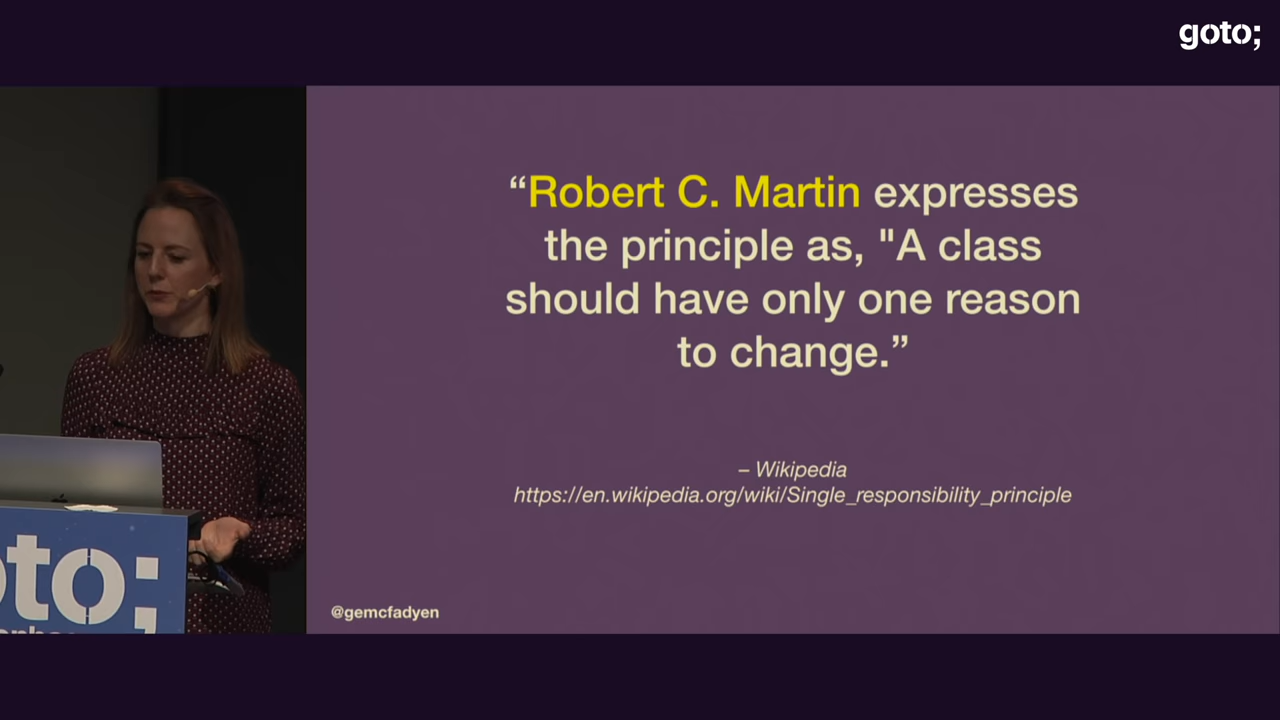 goto;
“Robert C. Martin expresses
the principle as, "A class
should have only one reason
to change.”
– Wikipedia
https://en.wikipedia.org/wiki/Single_responsibility_principle
@gemcfadyen
oto;